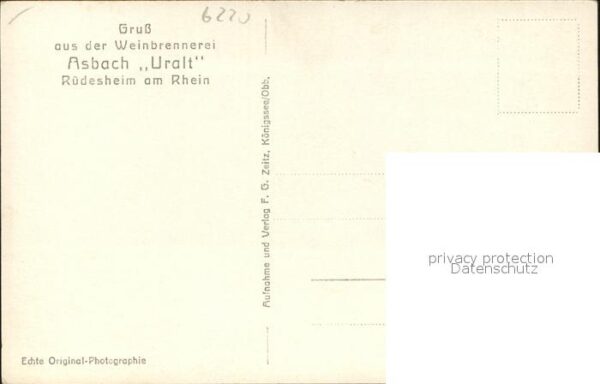 6220
Gruß
aus der Weinbrennerei
Asbach „Uralt“
Rüdesheim am Rhein
Aufnahme und Verlag F. G. Zeitz, Königssee/Obb.
privacy protection
Datenschutz
Echte Original-Photographie